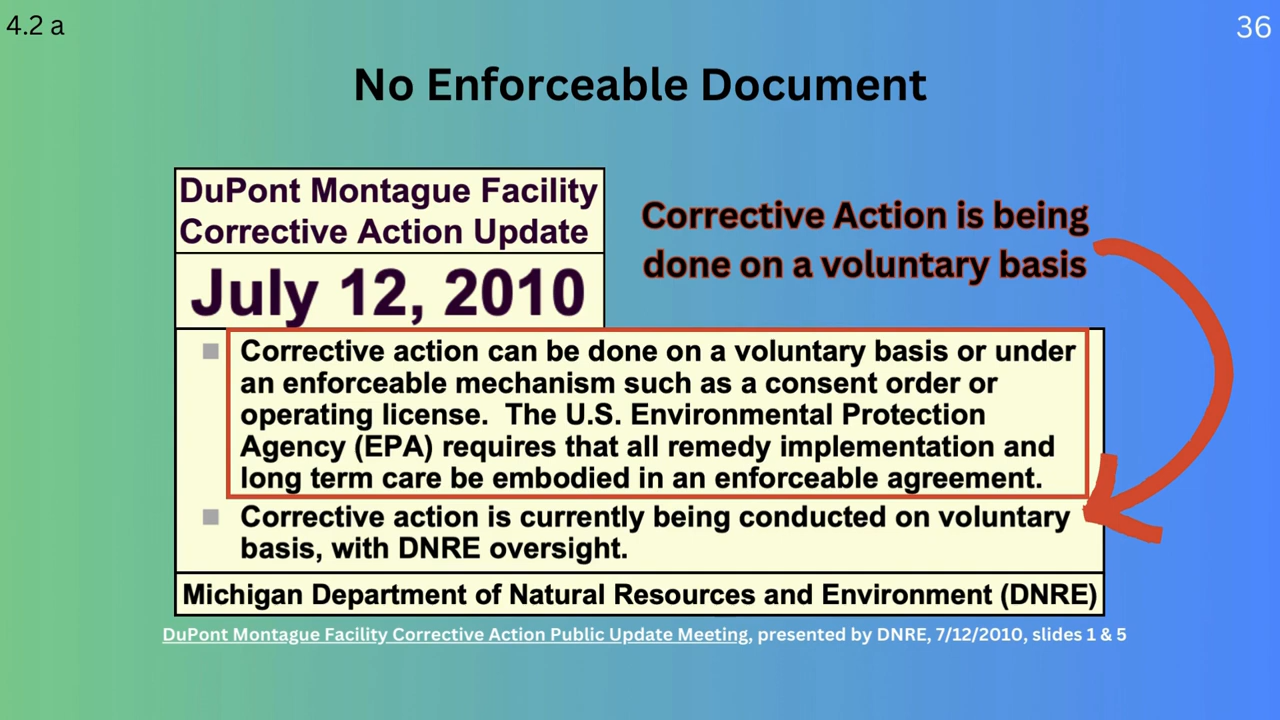 4.2 a
36
No Enforceable Document
DuPont Montague Facility
Corrective Action Update
July 12, 2010
Corrective Action is being
done on a voluntary basis
Corrective action can be done on a voluntary basis or under
an enforceable mechanism such as a consent order or
operating license. The U.S. Environmental Protection
Agency (EPA) requires that all remedy implementation and
long term care be embodied in an enforceable agreement.
Corrective action is currently being conducted on voluntary
basis, with DNRE oversight.
Michigan Department of Natural Resources and Environment (DNRE)
DuPont Montague Facility Corrective Action Public Update Meeting, presented by DNRE, 7/12/2010, slides 1 & 5